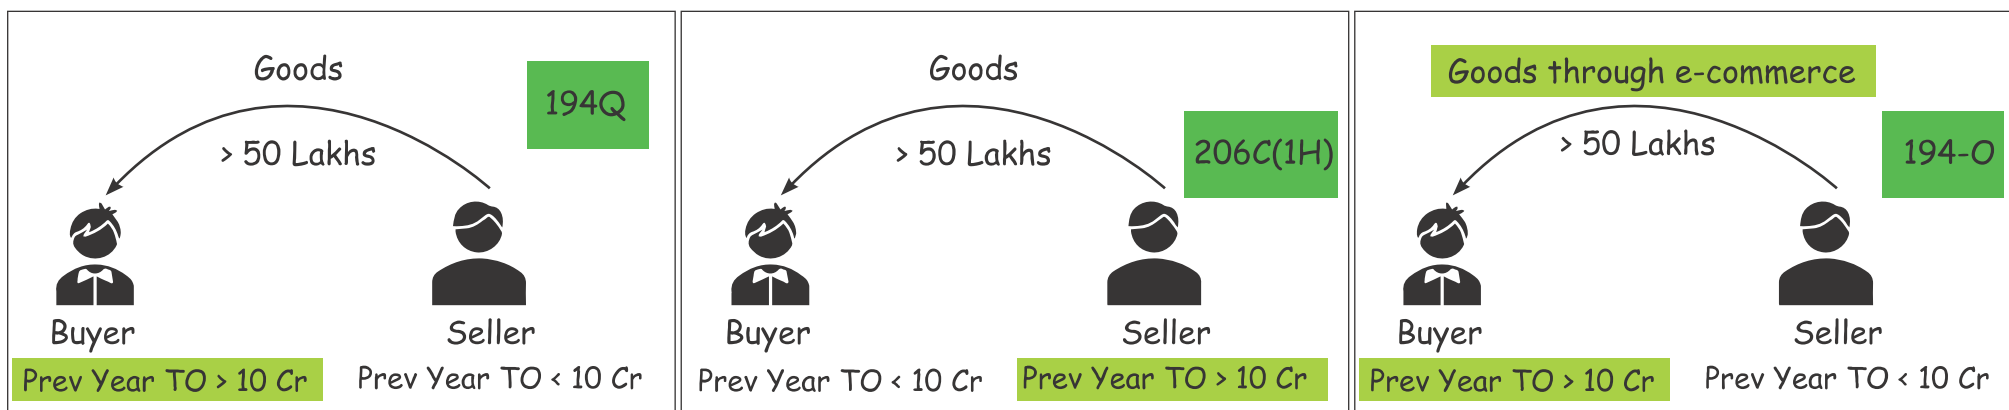 Goods
194Q
> 50 Lakhs
Buyer
Seller
Prev Year TO > 10 Cr
Prev Year TO < 10 Cr
Goods
206C(1H)
> 50 Lakhs
Buyer
Seller
Prev Year TO < 10 Cr
Prev Year TO > 10 Cr
Goods through e-commerce
194-O
> 50 Lakhs
Buyer
Seller
Prev Year TO > 10 Cr
Prev Year TO < 10 Cr